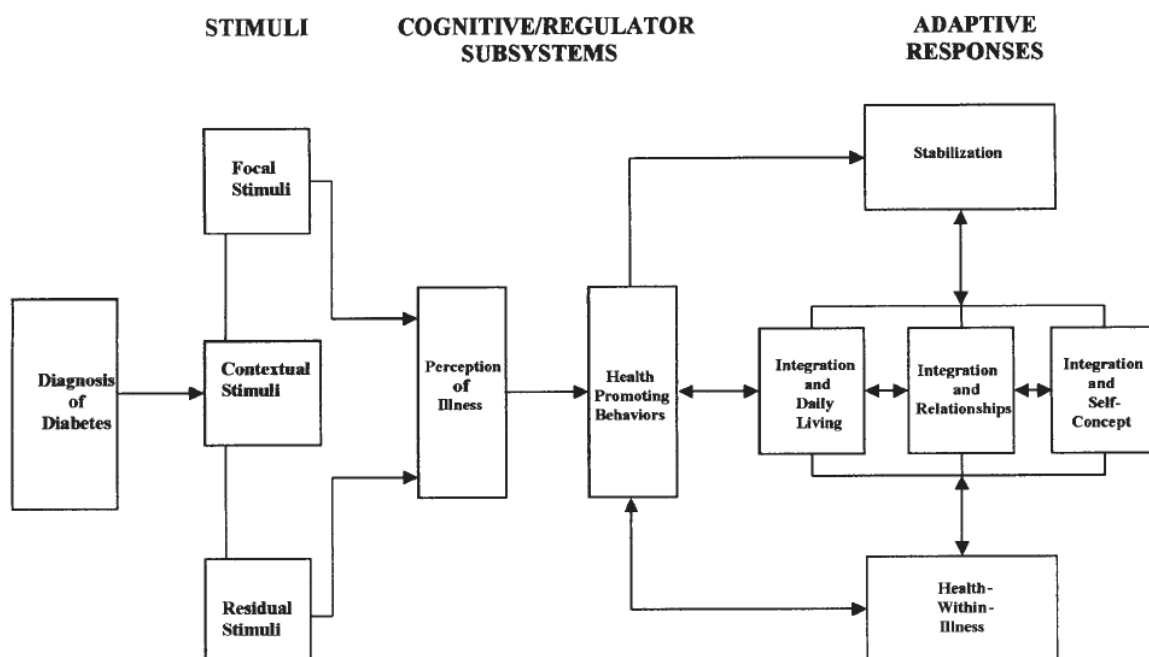 STIMULI
COGNITIVE/REGULATOR
SUBSYSTEMS
ADAPTIVE
RESPONSES
Focal
Stimuli
Stabilization
Diagnosis
of
Diabetes
Contextual
Stimuli
Perception
of
Illness
Health
Promoting
Behaviors
Integration
and
Daily
Living
Integration
and
Relationships
Integration
and
Self-
Concept
Residual
Stimuli
Health-
Within-
Illness